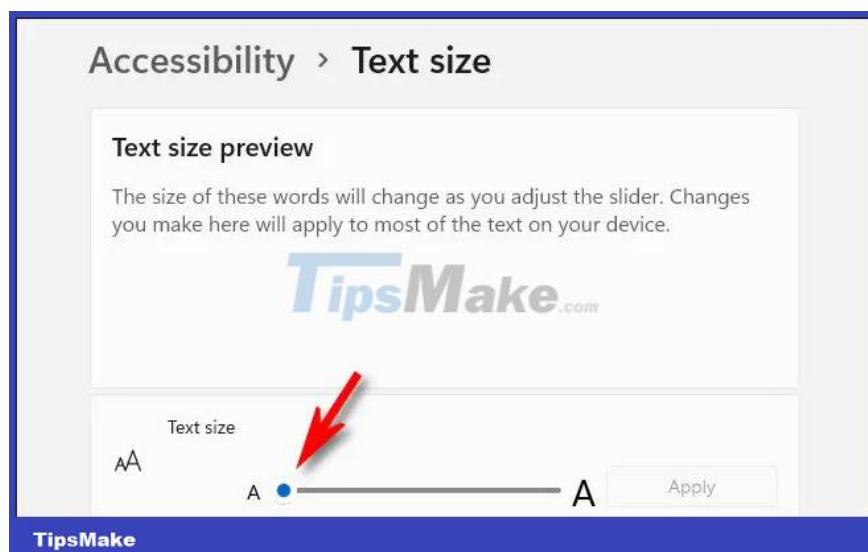 Accessibility > Text size
Text size preview
The size of these words will change as you adjust the slider. Changes
you make here will apply to most of the text on your device.
TipsMake.com
Text size
AA
A A Apply
TipsMake